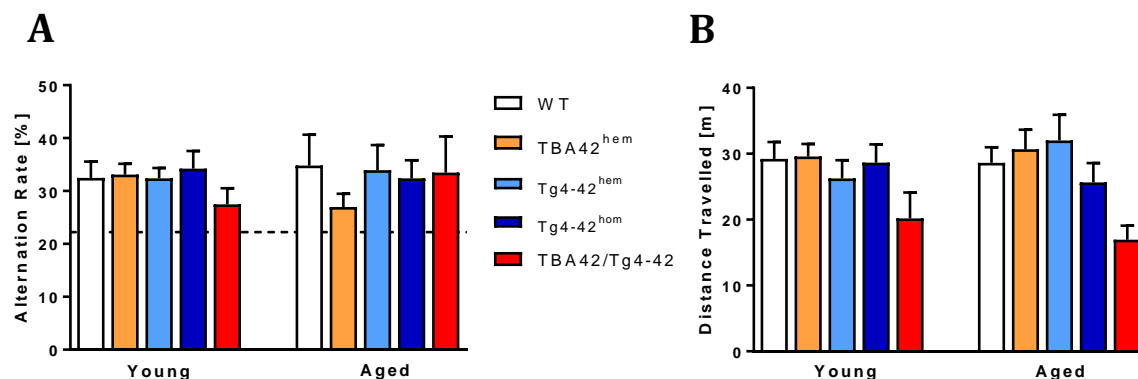 A
Alternation Rate [%]
50
40
30
20
10
0
Young
Aged
WT
TBA42hem
Tg4-42hem
Tg4-42hom
TBA42/Tg4-42
B
Distance Travelled [m]
40
30
20
10
0
Young
Aged